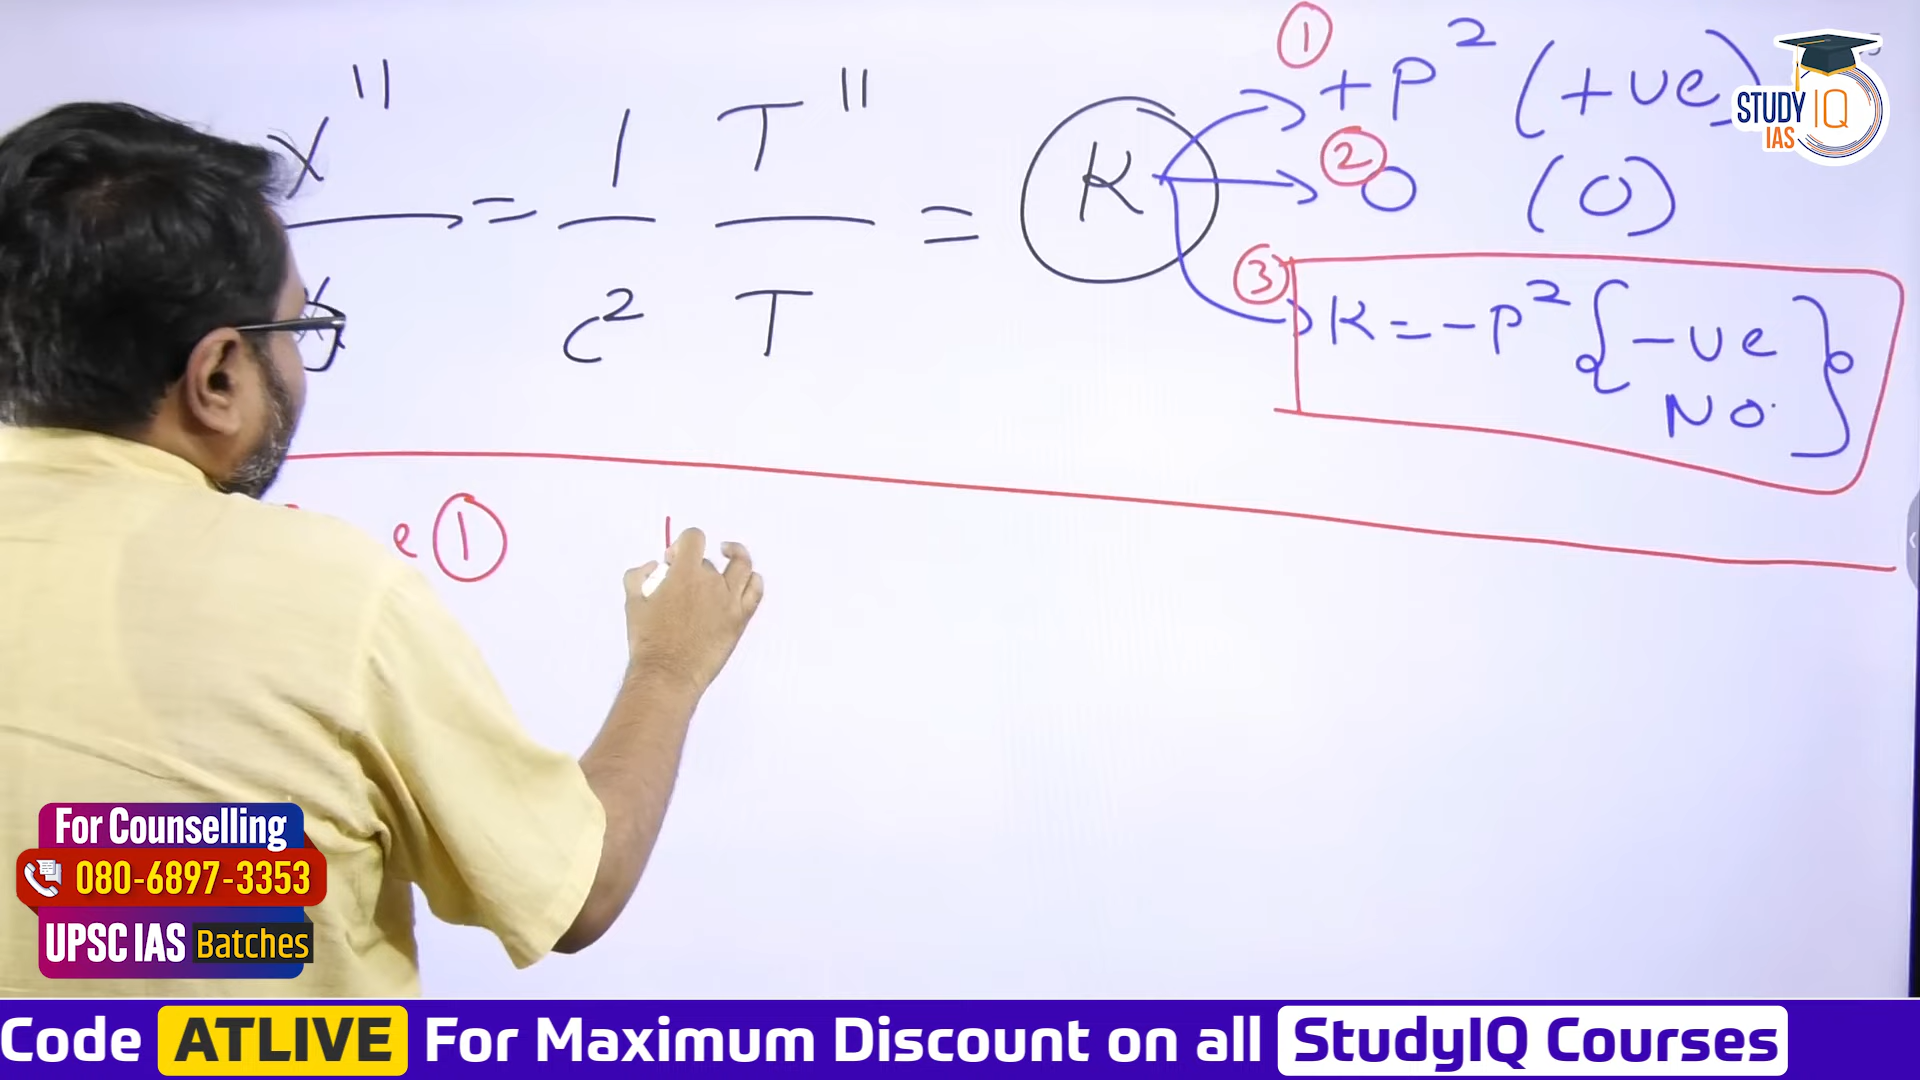 X'' / X = 1 / c² T'' / T = K
① +P² (+ve)
② 0 (0)
③ K = -P² { -ve NO. }
e ①
STUDY IQ
IAS
For Counselling
080-6897-3353
UPSC IAS Batches
Code ATLIVE For Maximum Discount on all StudyIQ Courses